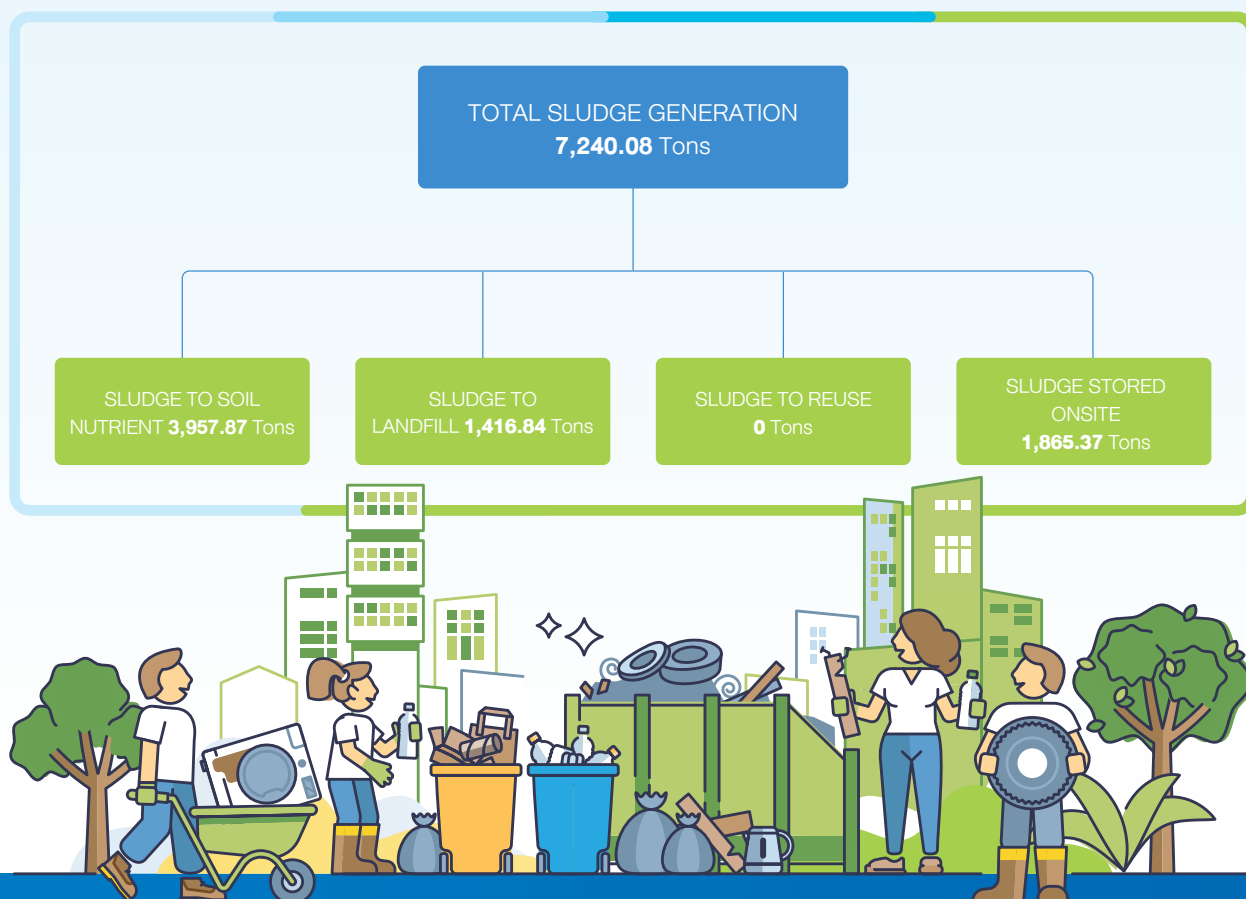 TOTAL SLUDGE GENERATION
7,240.08 Tons
SLUDGE TO SOIL
NUTRIENT 3,957.87 Tons
SLUDGE TO
LANDFILL 1,416.84 Tons
SLUDGE TO REUSE
0 Tons
SLUDGE STORED
ONSITE
1,865.37 Tons